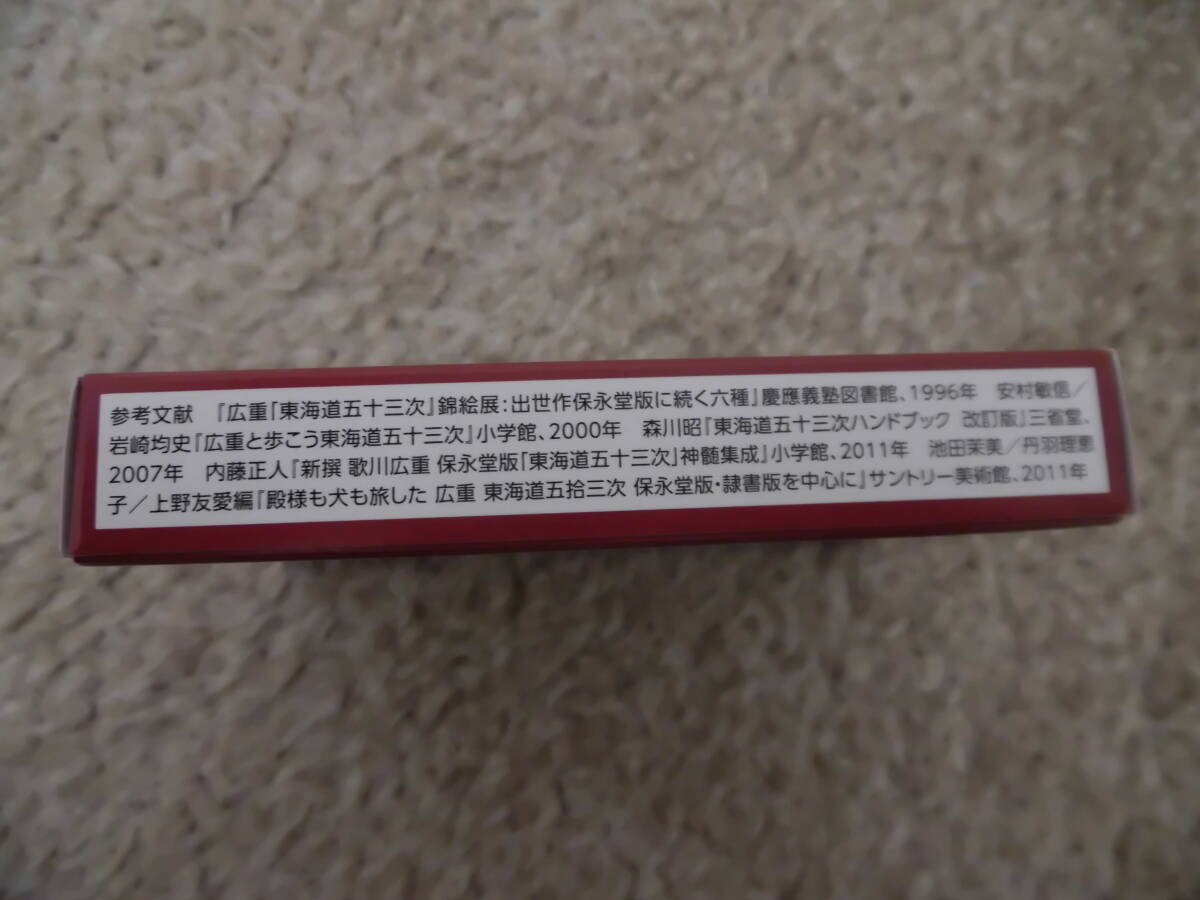 参考文献　『広重「東海道五十三次』錦絵展：出世作保永堂版に続く六種』慶應義塾図書館、1996年　安村敏信／
岩崎均史『広重と歩こう東海道五十三次』小学館、2000年　森川昭『東海道五十三次ハンドブック 改訂版』三省堂、
2007年　内藤正人『新撰 歌川広重 保永堂版「東海道五十三次」神髄集成』小学館、2011年　池田芙美／丹羽理恵
子／上野友愛編『殿様も犬も旅した 広重 東海道五拾三次 保永堂版・隷書版を中心に』サントリー美術館、2011年